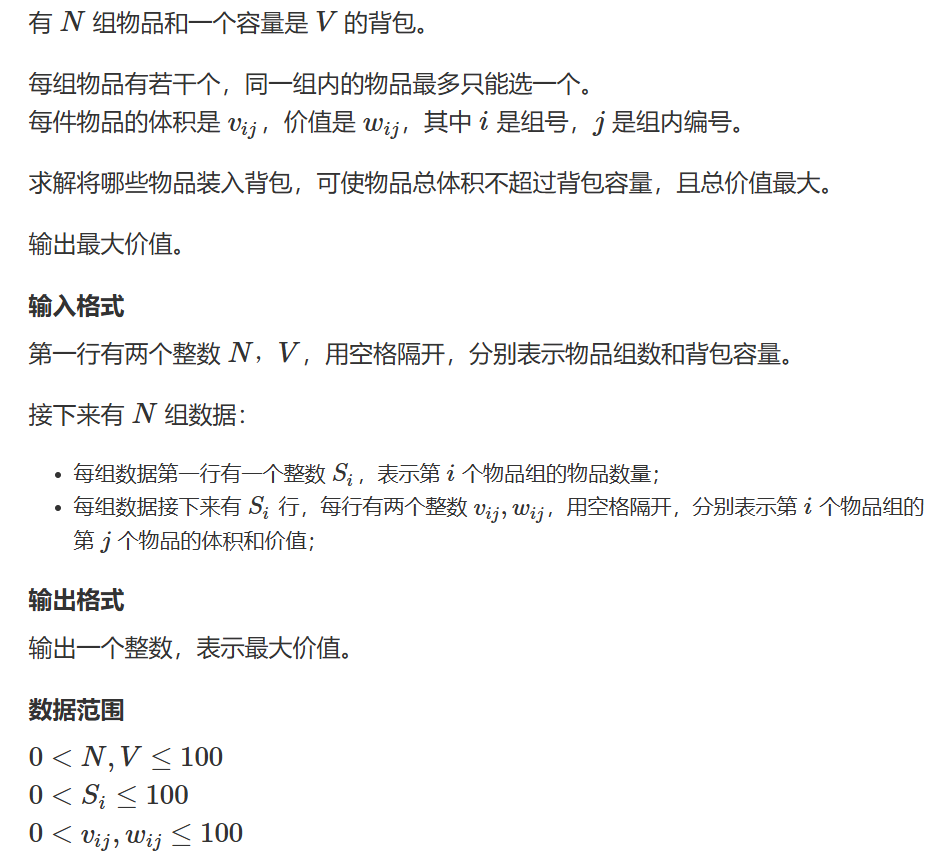 有 N 组物品和一个容量是 V 的背包。
每组物品有若干个，同一组内的物品最多只能选一个。
每件物品的体积是 v_{ij}，价值是 w_{ij}，其中 i 是组号，j 是组内编号。
求解将哪些物品装入背包，可使物品总体积不超过背包容量，且总价值最大。
输出最大价值。
输入格式
第一行有两个整数 N，V，用空格隔开，分别表示物品组数和背包容量。
接下来有 N 组数据：
• 每组数据第一行有一个整数 S_i，表示第 i 个物品组的物品数量；
• 每组数据接下来有 S_i 行，每行有两个整数 v_{ij}, w_{ij}，用空格隔开，分别表示第 i 个物品组的
第 j 个物品的体积和价值；
输出格式
输出一个整数，表示最大价值。
数据范围
0 < N, V ≤ 100
0 < S_i ≤ 100
0 < v_{ij}, w_{ij} ≤ 100